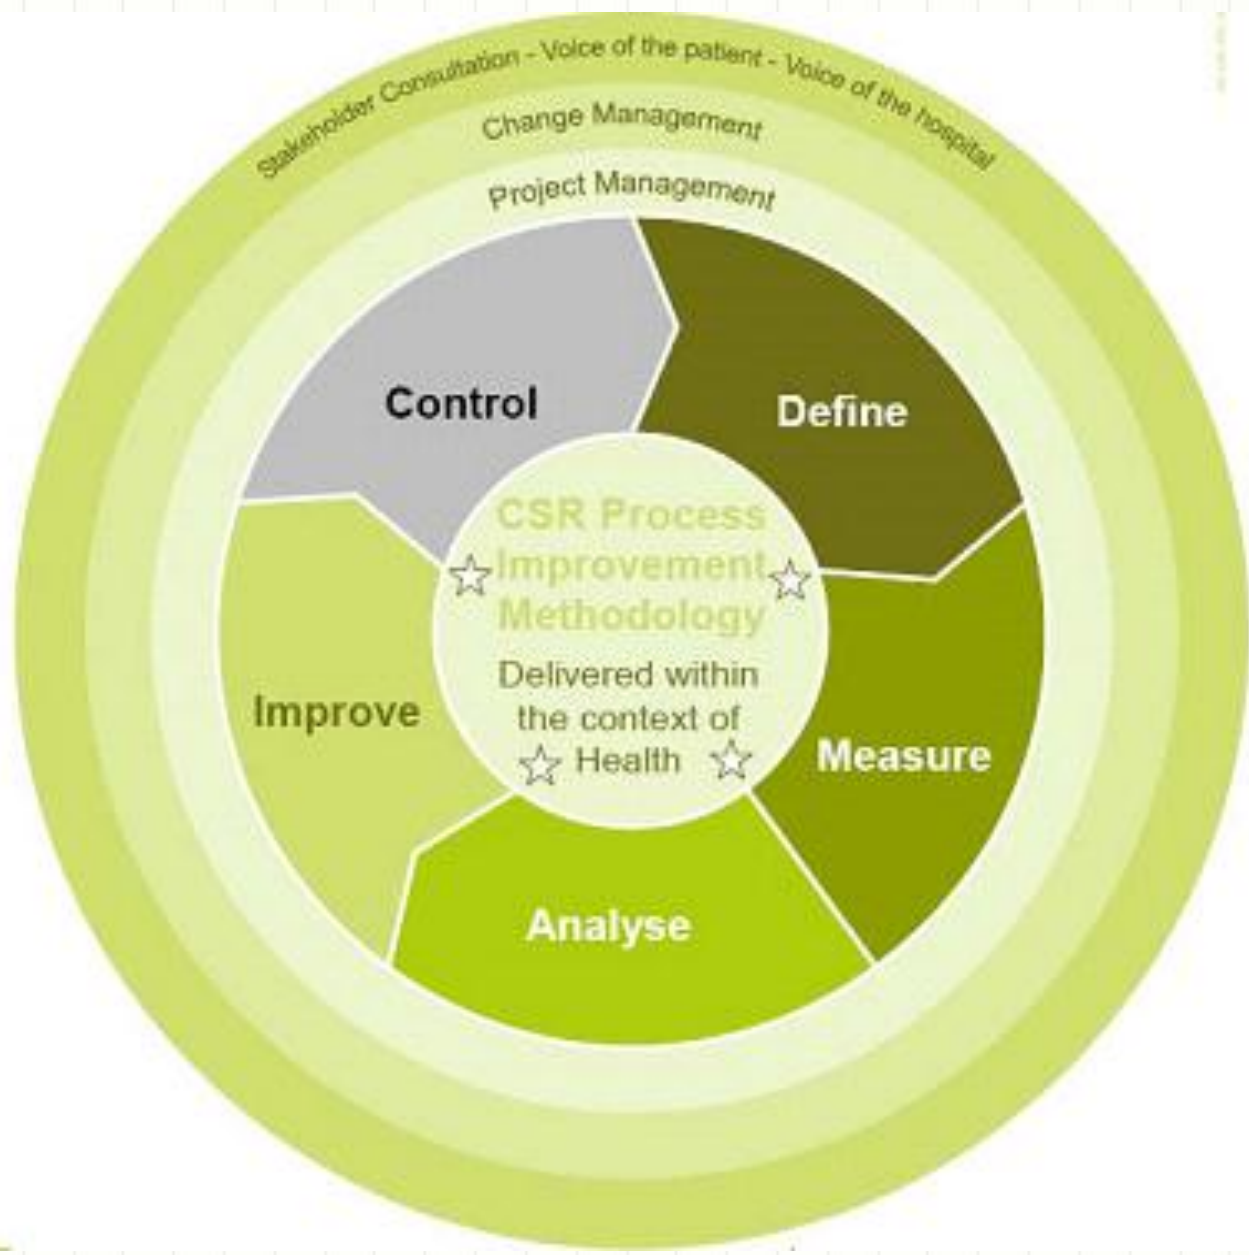 Stakeholder Consultation - Voice of the patient - Voice of the hospital
Change Management
Project Management
Control
Define
CSR Process
Improvement
Methodology
Delivered within
the context of
Health
Improve
Measure
Analyse